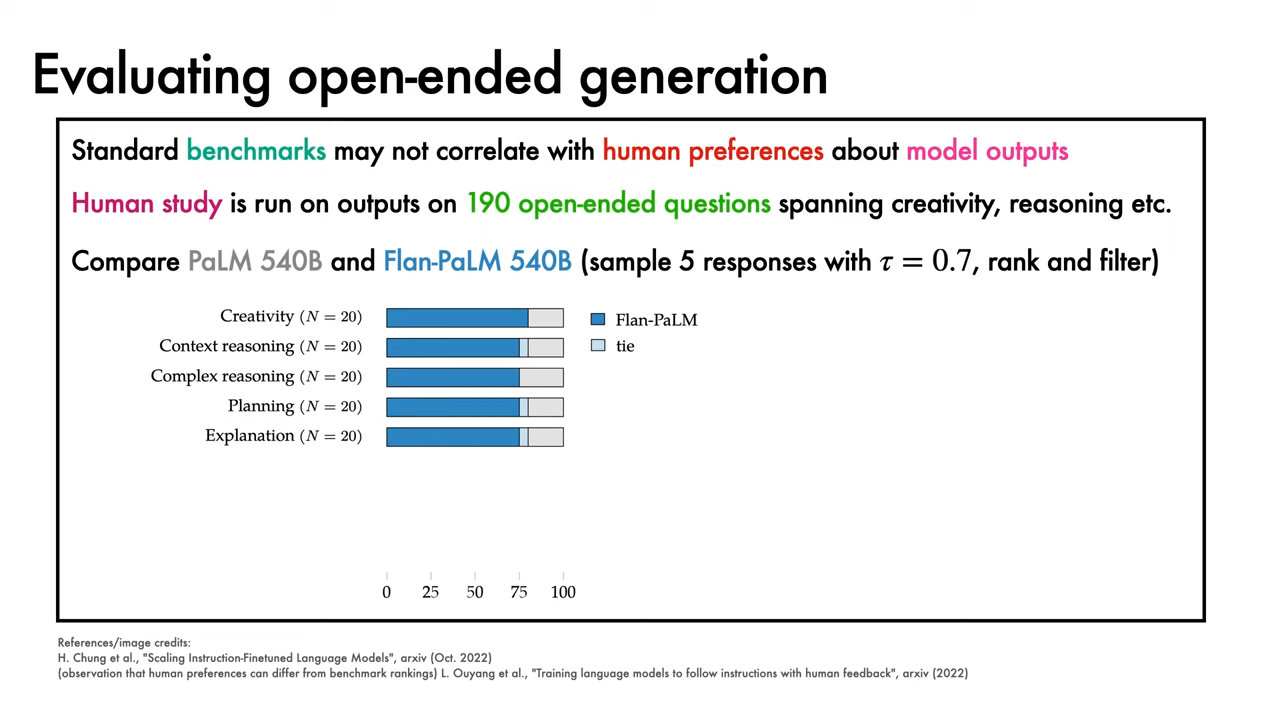 Evaluating open-ended generation
Standard benchmarks may not correlate with human preferences about model outputs
Human study is run on outputs on 190 open-ended questions spanning creativity, reasoning etc.
Compare PaLM 540B and Flan-PaLM 540B (sample 5 responses with τ = 0.7, rank and filter)
Creativity (N = 20)
Context reasoning (N = 20)
Complex reasoning (N = 20)
Planning (N = 20)
Explanation (N = 20)
Flan-PaLM
tie
0 25 50 75 100
References/image credits:
H. Chung et al., "Scaling Instruction-Finetuned Language Models", arxiv (Oct. 2022)
(observation that human preferences can differ from benchmark rankings) L. Ouyang et al., "Training language models to follow instructions with human feedback", arxiv (2022)